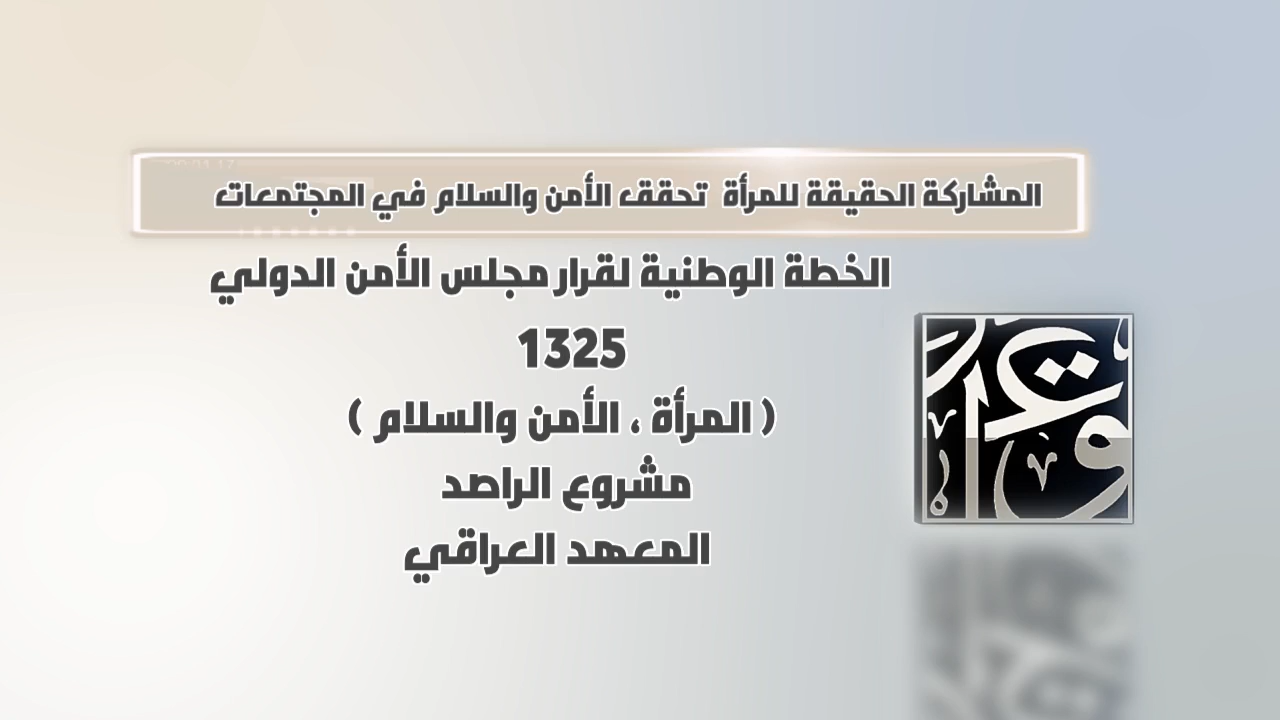 المشاركة الحقيقة للمرأة تحقق الأمن والسلام في المجتمعات
الخطة الوطنية لقرار مجلس الأمن الدولي
1325
( المرأة ، الأمن والسلام )
مشروع الراصد
المعهد العراقي